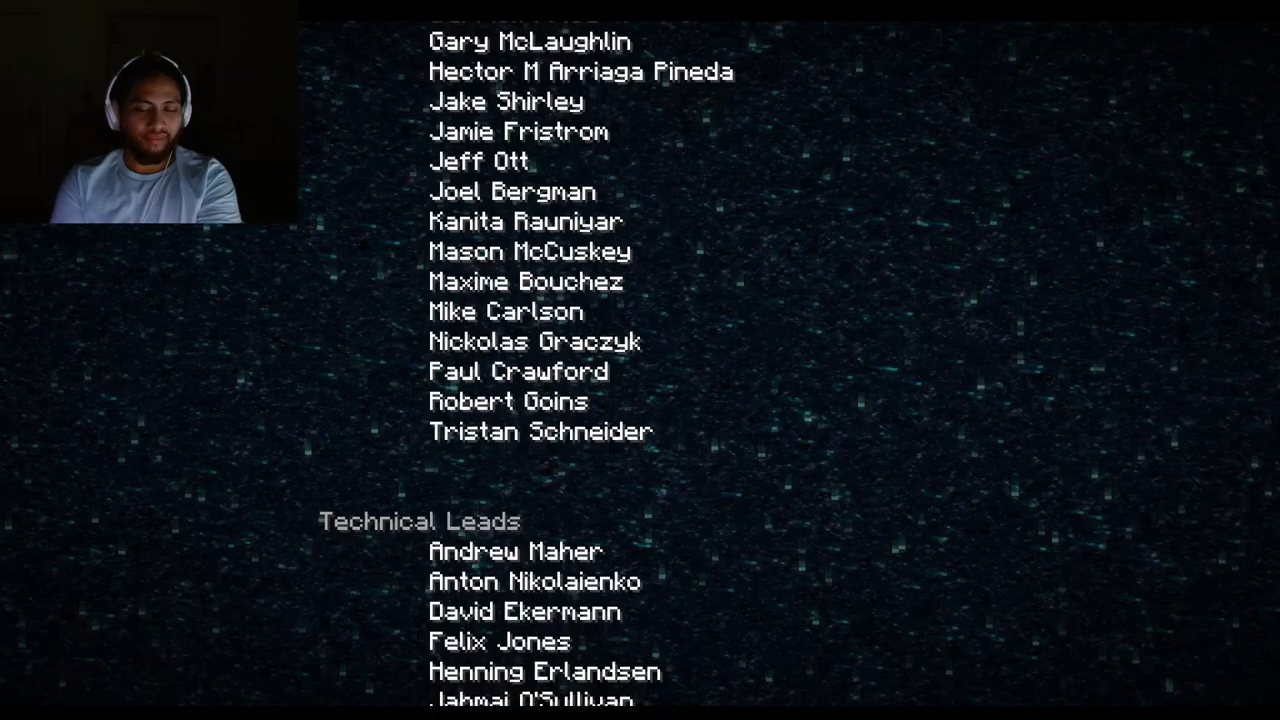 Gary McLaughlin
Hector M Arriaga Pineda
Jake Shirley
Jamie Fristrom
Jeff Ott
Joel Bergman
Kanita Rauniyar
Mason McCuskey
Maxime Bouchez
Mike Carlson
Nickolas Graczyk
Paul Crawford
Robert Goins
Tristan Schneider
Technical Leads
Andrew Maher
Anton Nikolaienko
David Ekermann
Felix Jones
Henning Erlandsen
Jahmai O'Sullivan